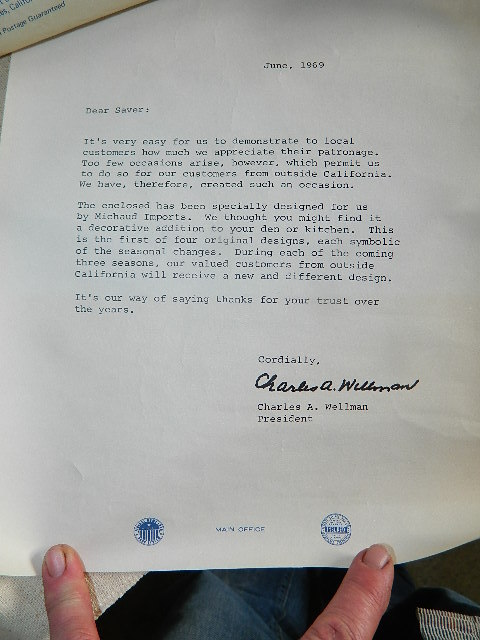 Postage Guaranteed
June, 1969
Dear Saver:
It's very easy for us to demonstrate to local
customers how much we appreciate their patronage.
Too few occasions arise, however, which permit us
to do so for our customers from outside California.
We have, therefore, created such an occasion.
The enclosed has been specially designed for us
by Michaud Imports. We thought you might find it
a decorative addition to your den or kitchen. This
is the first of four original designs, each symbolic
of the seasonal changes. During each of the coming
three seasons, our valued customers from outside
California will receive a new and different design.
It's our way of saying thanks for your trust over
the years.
Cordially,
Charles A. Wellman
Charles A. Wellman
President
MAIN OFFICE